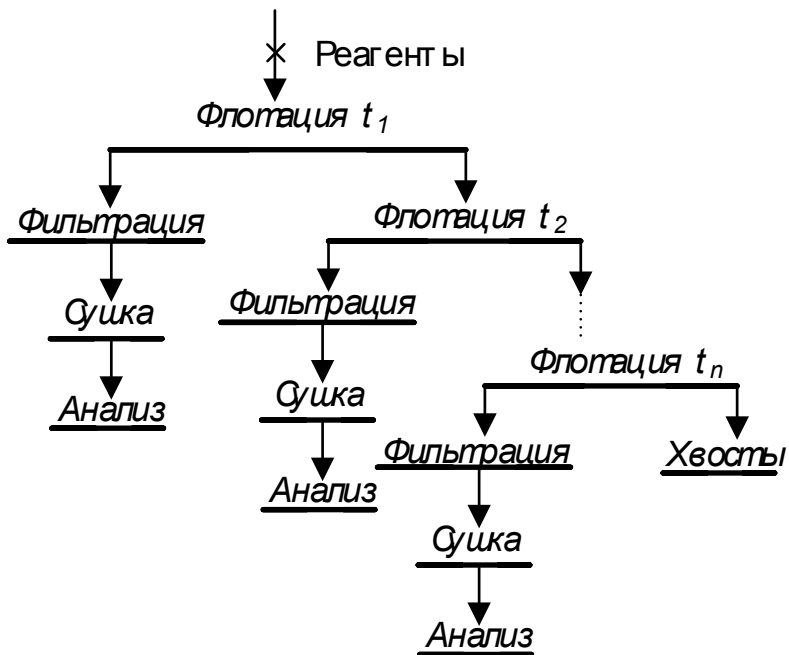 Реагенты
Флотация t₁
Фильтрация
Флотация t₂
Сушка
Фильтрация
Анализ
Сушка
Флотация tₙ
Анализ
Фильтрация
Хвосты
Сушка
Анализ